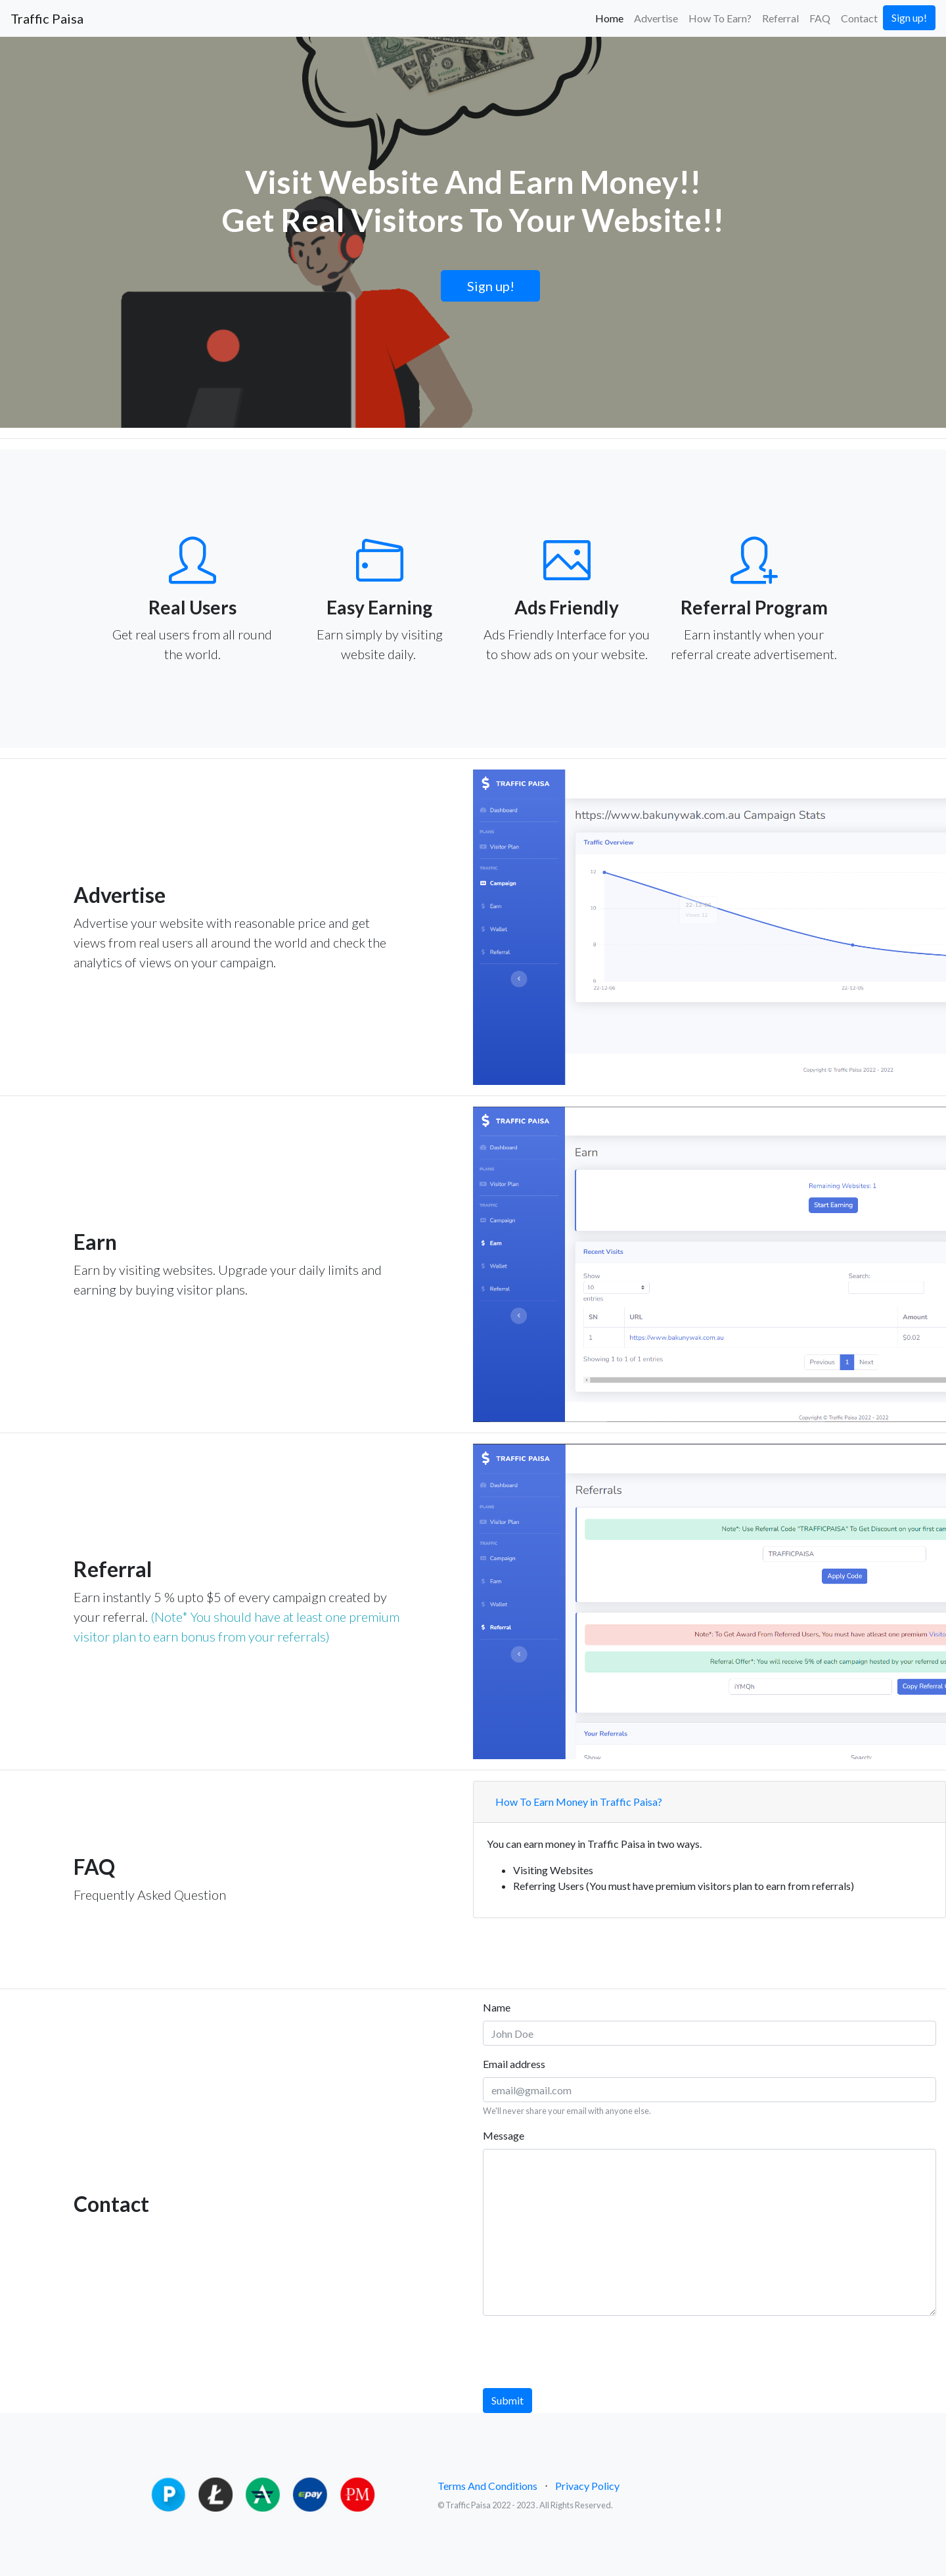 Traffic Paisa
Home Advertise How To Earn? Referral FAQ Contact Sign up!
Visit Website And Earn Money!!
Get Real Visitors To Your Website!!
Sign up!
Real Users
Get real users from all round
the world.
Easy Earning
Earn simply by visiting
website daily.
Ads Friendly
Ads Friendly Interface for you
to show ads on your website.
Referral Program
Earn instantly when your
referral create advertisement.
Advertise
Advertise your website with reasonable price and get
views from real users all around the world and check the
analytics of views on your campaign.
$ TRAFFIC PAISA
Dashboard
PLANS
Visitor Plan
TRAFFIC
Campaign
$ Earn
$ Wallet
$ Referral
https://www.bakunywak.com.au Campaign Stats
Traffic Overview
12
10
8
6
22-12-06
22-12-05
Copyright © Traffic Paisa 2022 - 2022
Earn
Earn by visiting websites. Upgrade your daily limits and
earning by buying visitor plans.
$ TRAFFIC PAISA
Dashboard
PLANS
Visitor Plan
TRAFFIC
Campaign
$ Earn
$ Wallet
$ Referral
Earn
Remaining Websites: 1
Start Earning
Recent Visits
Show
10
entries
Search:
SN URL Amount
1 https://www.bakunywak.com.au $0.02
Showing 1 to 1 of 1 entries
Previous 1 Next
Copyright © Traffic Paisa 2022 - 2022
Referral
Earn instantly 5 % upto $5 of every campaign created by
your referral. (Note* You should have at least one premium
visitor plan to earn bonus from your referrals)
$ TRAFFIC PAISA
Dashboard
PLANS
Visitor Plan
TRAFFIC
Campaign
$ Earn
$ Wallet
$ Referral
Referrals
Note*: Use Referral Code "TRAFFICPAISA" To Get Discount on your first
TRAFFICPAISA
Apply Code
Note*: To Get Award From Referred Users, You must have atleast one premium
Referral Offer*: You will receive 5% of each campaign hosted by your referred
iYMQh
Copy Referral
Your Referrals
Show
Search:
FAQ
Frequently Asked Question
How To Earn Money in Traffic Paisa?
You can earn money in Traffic Paisa in two ways.
• Visiting Websites
• Referring Users (You must have premium visitors plan to earn from referrals)
Contact
Name
John Doe
Email address
email@gmail.com
We'll never share your email with anyone else.
Message
Submit
P Ł A epay PM
Terms And Conditions · Privacy Policy
© Traffic Paisa 2022 - 2023. All Rights Reserved.